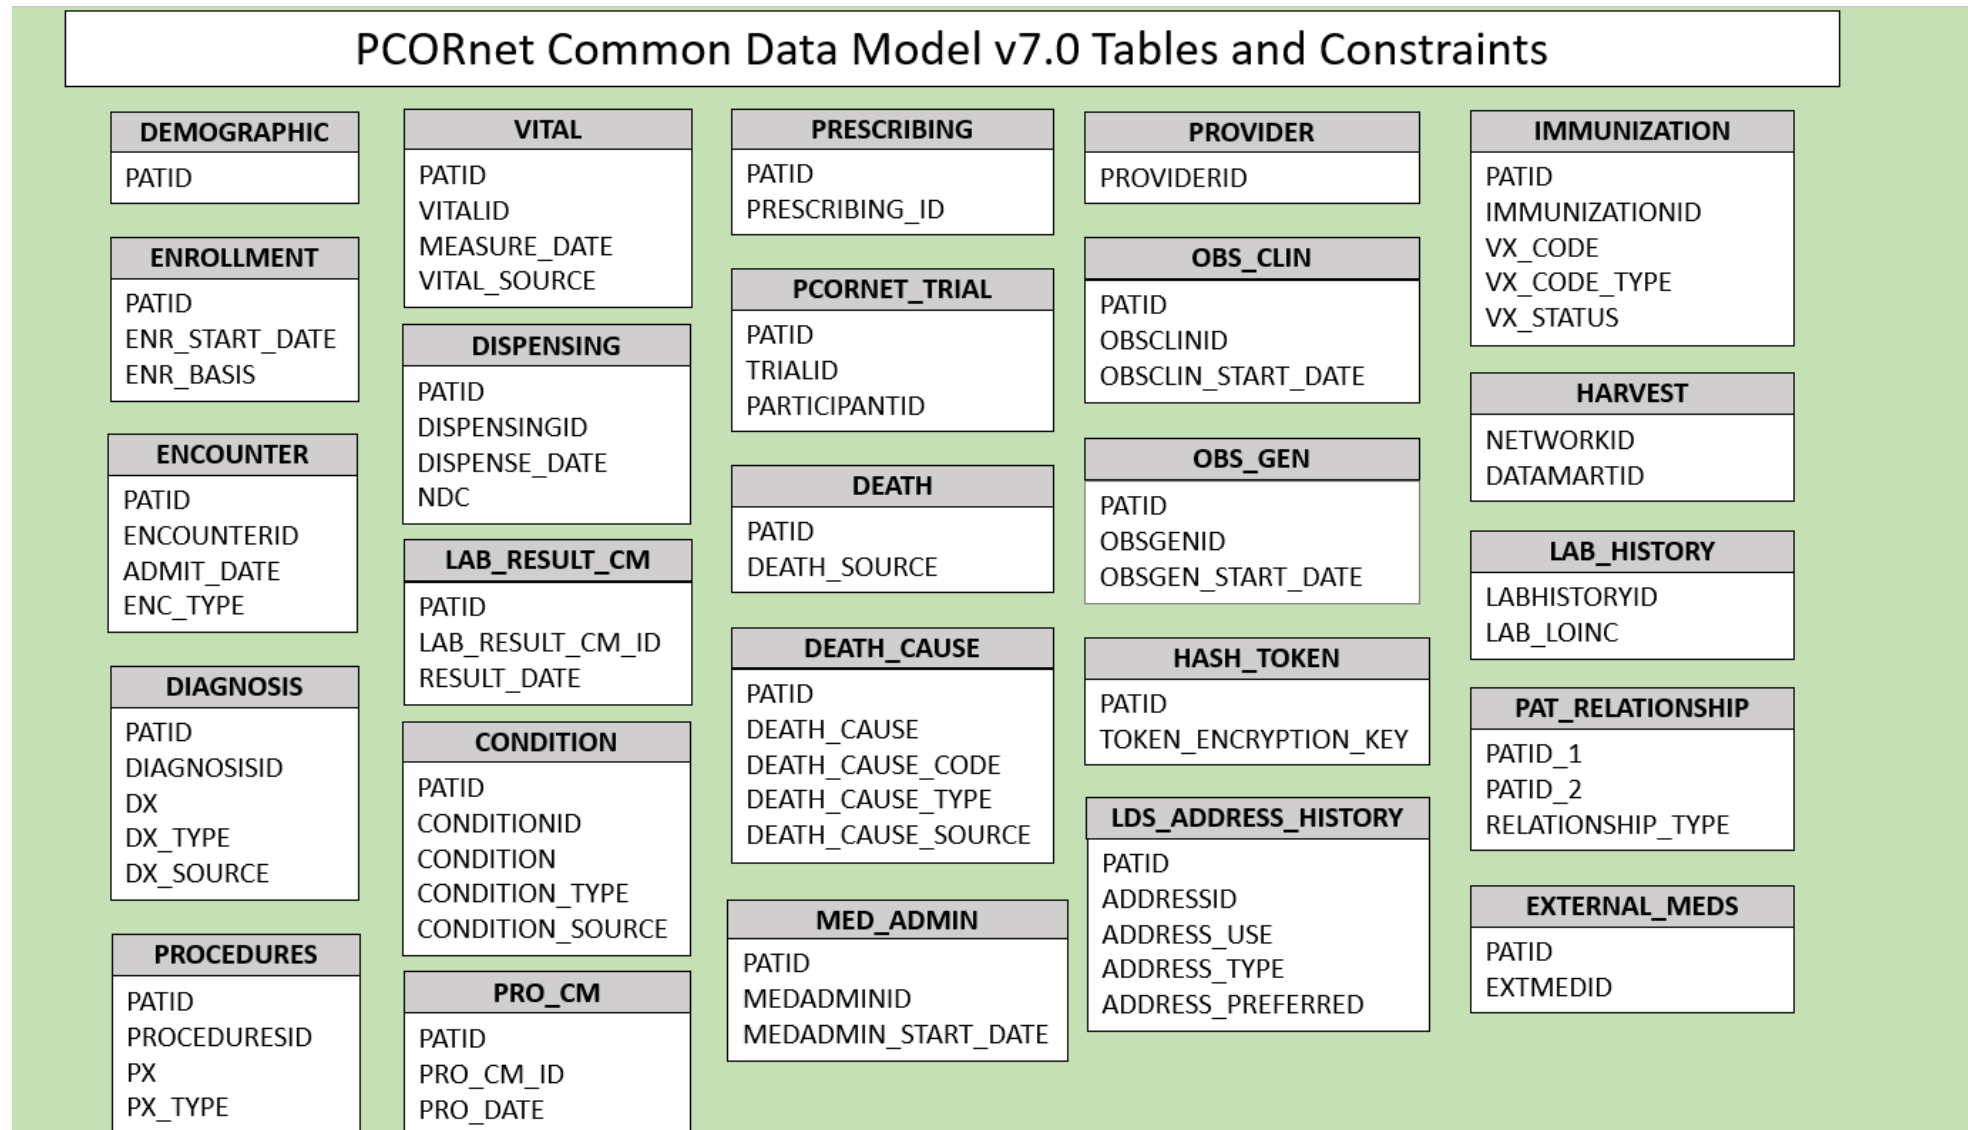 PCORnet Common Data Model v7.0 Tables and Constraints
DEMOGRAPHIC
PATID
ENROLLMENT
PATID
ENR_START_DATE
ENR_BASIS
ENCOUNTER
PATID
ENCOUNTERID
ADMIT_DATE
ENC_TYPE
DIAGNOSIS
PATID
DIAGNOSISID
DX
DX_TYPE
DX_SOURCE
PROCEDURES
PATID
PROCEDURESID
PX
PX_TYPE
VITAL
PATID
VITALID
MEASURE_DATE
VITAL_SOURCE
DISPENSING
PATID
DISPENSINGID
DISPENSE_DATE
NDC
LAB_RESULT_CM
PATID
LAB_RESULT_CM_ID
RESULT_DATE
CONDITION
PATID
CONDITIONID
CONDITION
CONDITION_TYPE
CONDITION_SOURCE
PRO_CM
PATID
PRO_CM_ID
PRO_DATE
PRESCRIBING
PATID
PRESCRIBING_ID
PCORNET_TRIAL
PATID
TRIALID
PARTICIPANTID
DEATH
PATID
DEATH_SOURCE
DEATH_CAUSE
PATID
DEATH_CAUSE
DEATH_CAUSE_CODE
DEATH_CAUSE_TYPE
DEATH_CAUSE_SOURCE
MED_ADMIN
PATID
MEDADMINID
MEDADMIN_START_DATE
PROVIDER
PROVIDERID
OBS_CLIN
PATID
OBSCLINID
OBSCLIN_START_DATE
OBS_GEN
PATID
OBSGENID
OBSGEN_START_DATE
HASH_TOKEN
PATID
TOKEN_ENCRYPTION_KEY
LDS_ADDRESS_HISTORY
PATID
ADDRESSID
ADDRESS_USE
ADDRESS_TYPE
ADDRESS_PREFERRED
IMMUNIZATION
PATID
IMMUNIZATIONID
VX_CODE
VX_CODE_TYPE
VX_STATUS
HARVEST
NETWORKID
DATAMARTID
LAB_HISTORY
LABHISTORYID
LAB_LOINC
PAT_RELATIONSHIP
PATID_1
PATID_2
RELATIONSHIP_TYPE
EXTERNAL_MEDS
PATID
EXTMEDID